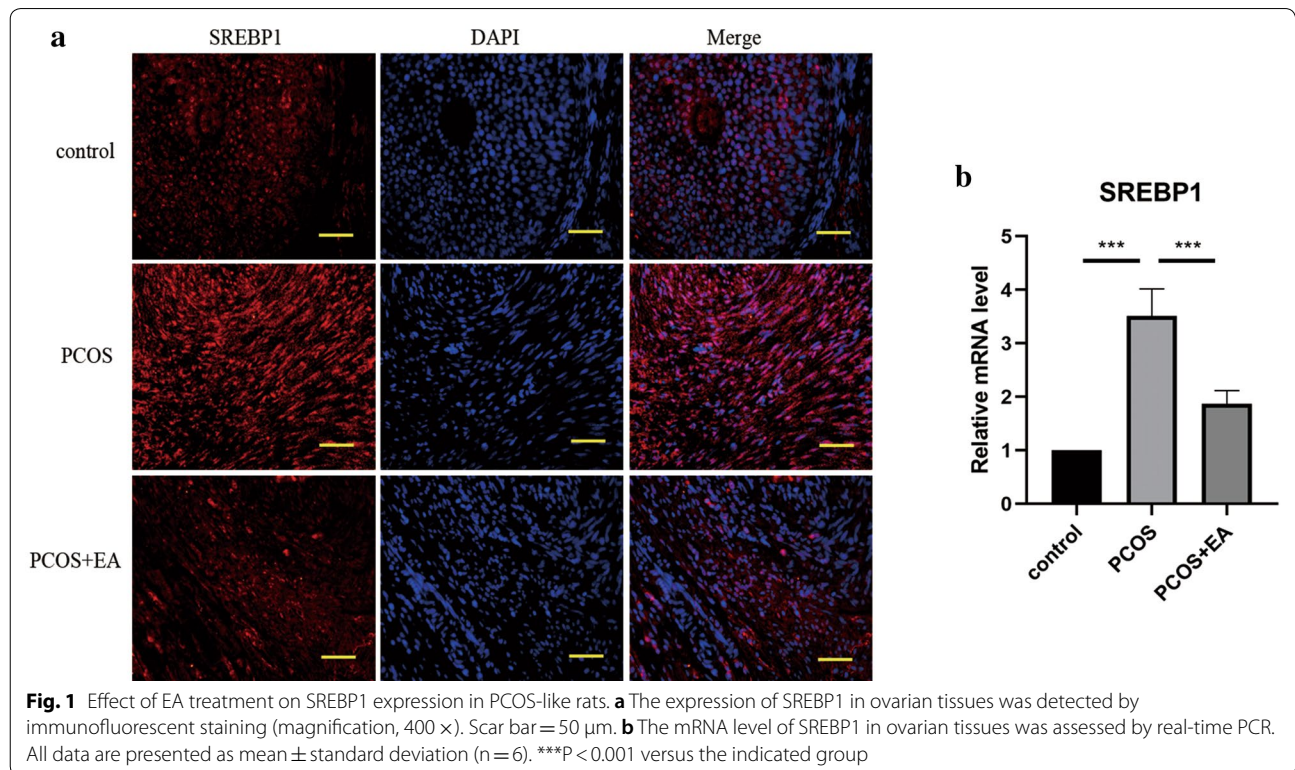 a
SREBP1 DAPI Merge
control
PCOS
PCOS+EA
b
SREBP1
*** ***
Relative mRNA level
5
4
3
2
1
0
control PCOS PCOS+EA
Fig. 1 Effect of EA treatment on SREBP1 expression in PCOS-like rats. a The expression of SREBP1 in ovarian tissues was detected by
immunofluorescent staining (magnification, 400 ×). Scar bar = 50 μm. b The mRNA level of SREBP1 in ovarian tissues was assessed by real-time PCR.
All data are presented as mean ± standard deviation (n = 6). ***P < 0.001 versus the indicated group